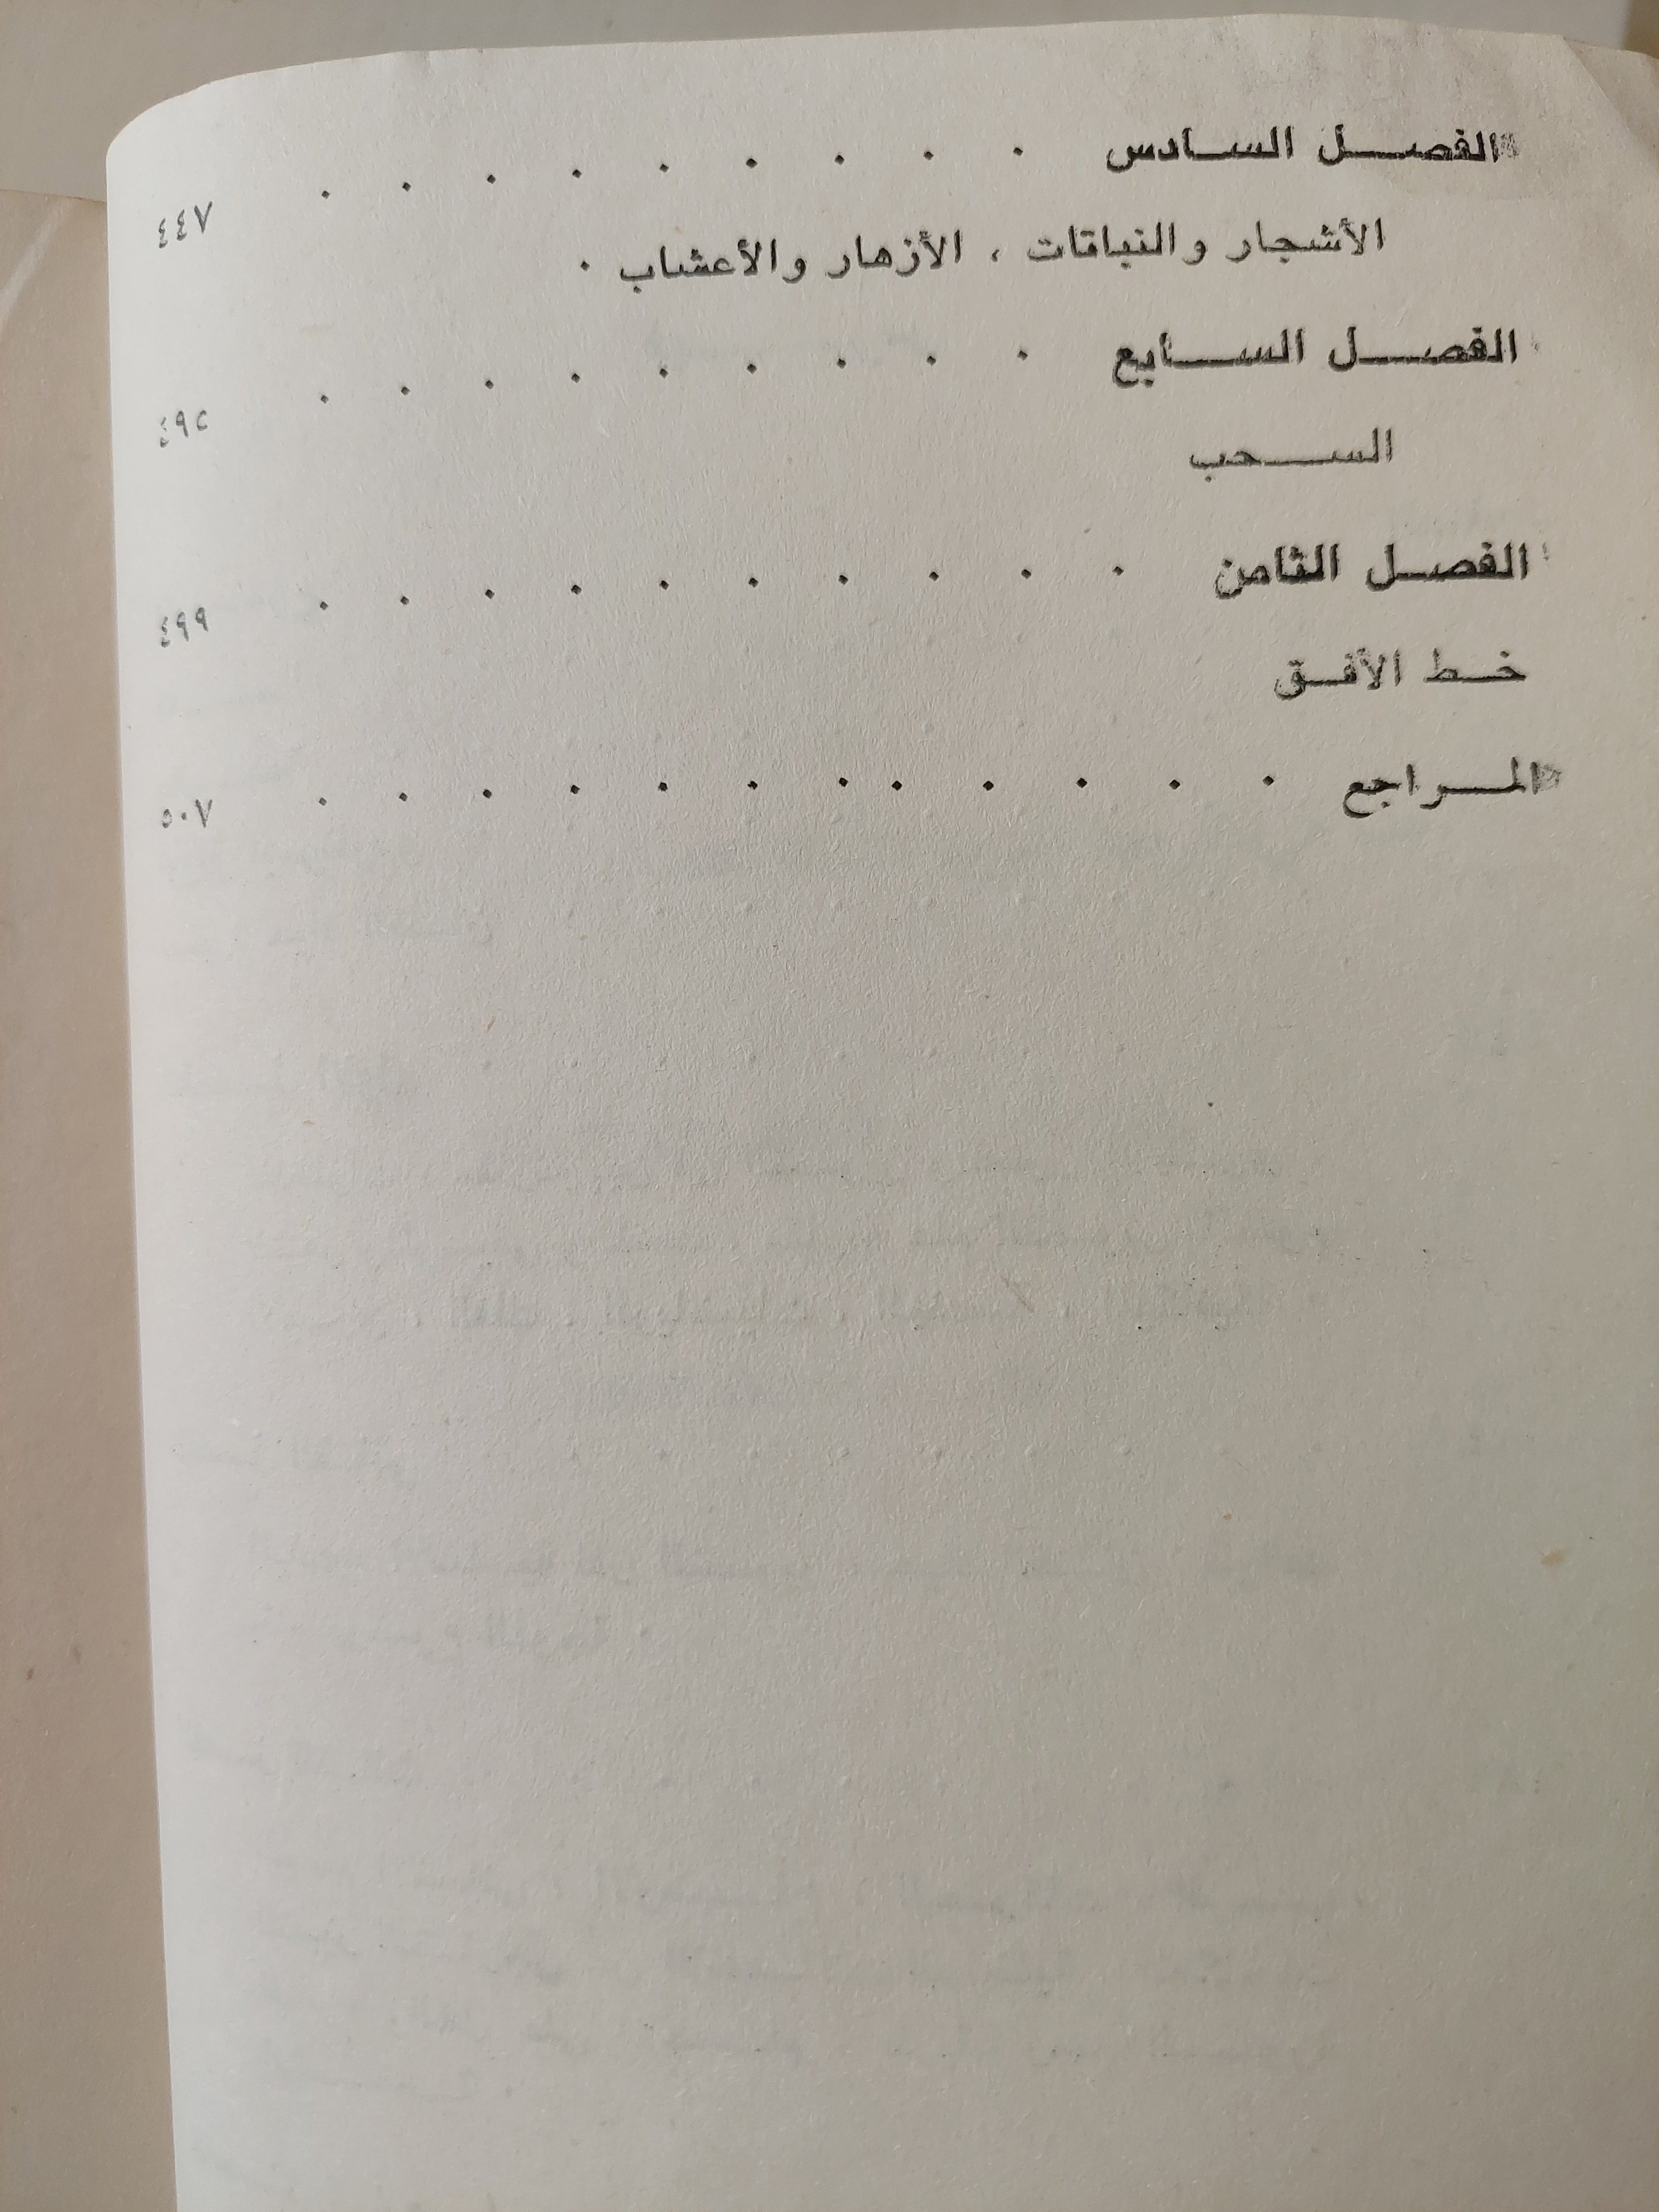 الفصل السادس . . . . . . . . . ٤٤٧
الأشجار والنباتات ، الأزهار والأعشاب .
الفصل السابع . . . . . . . . . ٤٩٢
السحب
الفصل الثامن . . . . . . . . . . ٤٩٩
خط الأفق
المراجع . . . . . . . . . . . . ٥٠٧